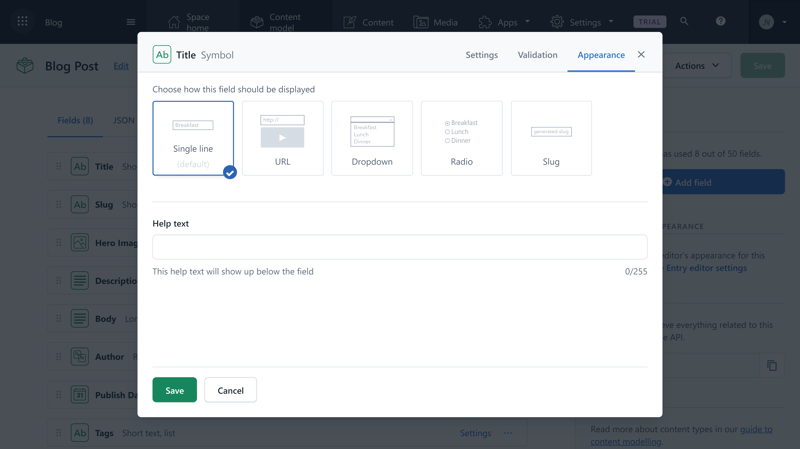 Blog
Space home
Content model
Content
Media
Apps
Settings
TRIAL
Blog Post
Edit
Actions
Save
Ab Title Symbol
Settings
Validation
Appearance
Choose how this field should be displayed
Breakfast
Single line
(default)
http://
URL
Breakfast
Lunch
Dinner
Dropdown
Breakfast
Lunch
Dinner
Radio
generated slug
Slug
Help text
This help text will show up below the field
0/255
Save
Cancel
Fields (8)
JSON
Ab Title
Ab Slug
Hero Imag
Descriptio
Body
Author
31 Publish Da
Ab Tags Short text, list
Settings
as used 8 out of 50 fields.
Add field
PEARANCE
editor's appearance for this
Entry editor settings
ve everything related to this
e API.
Read more about content types in our guide to
content modelling.